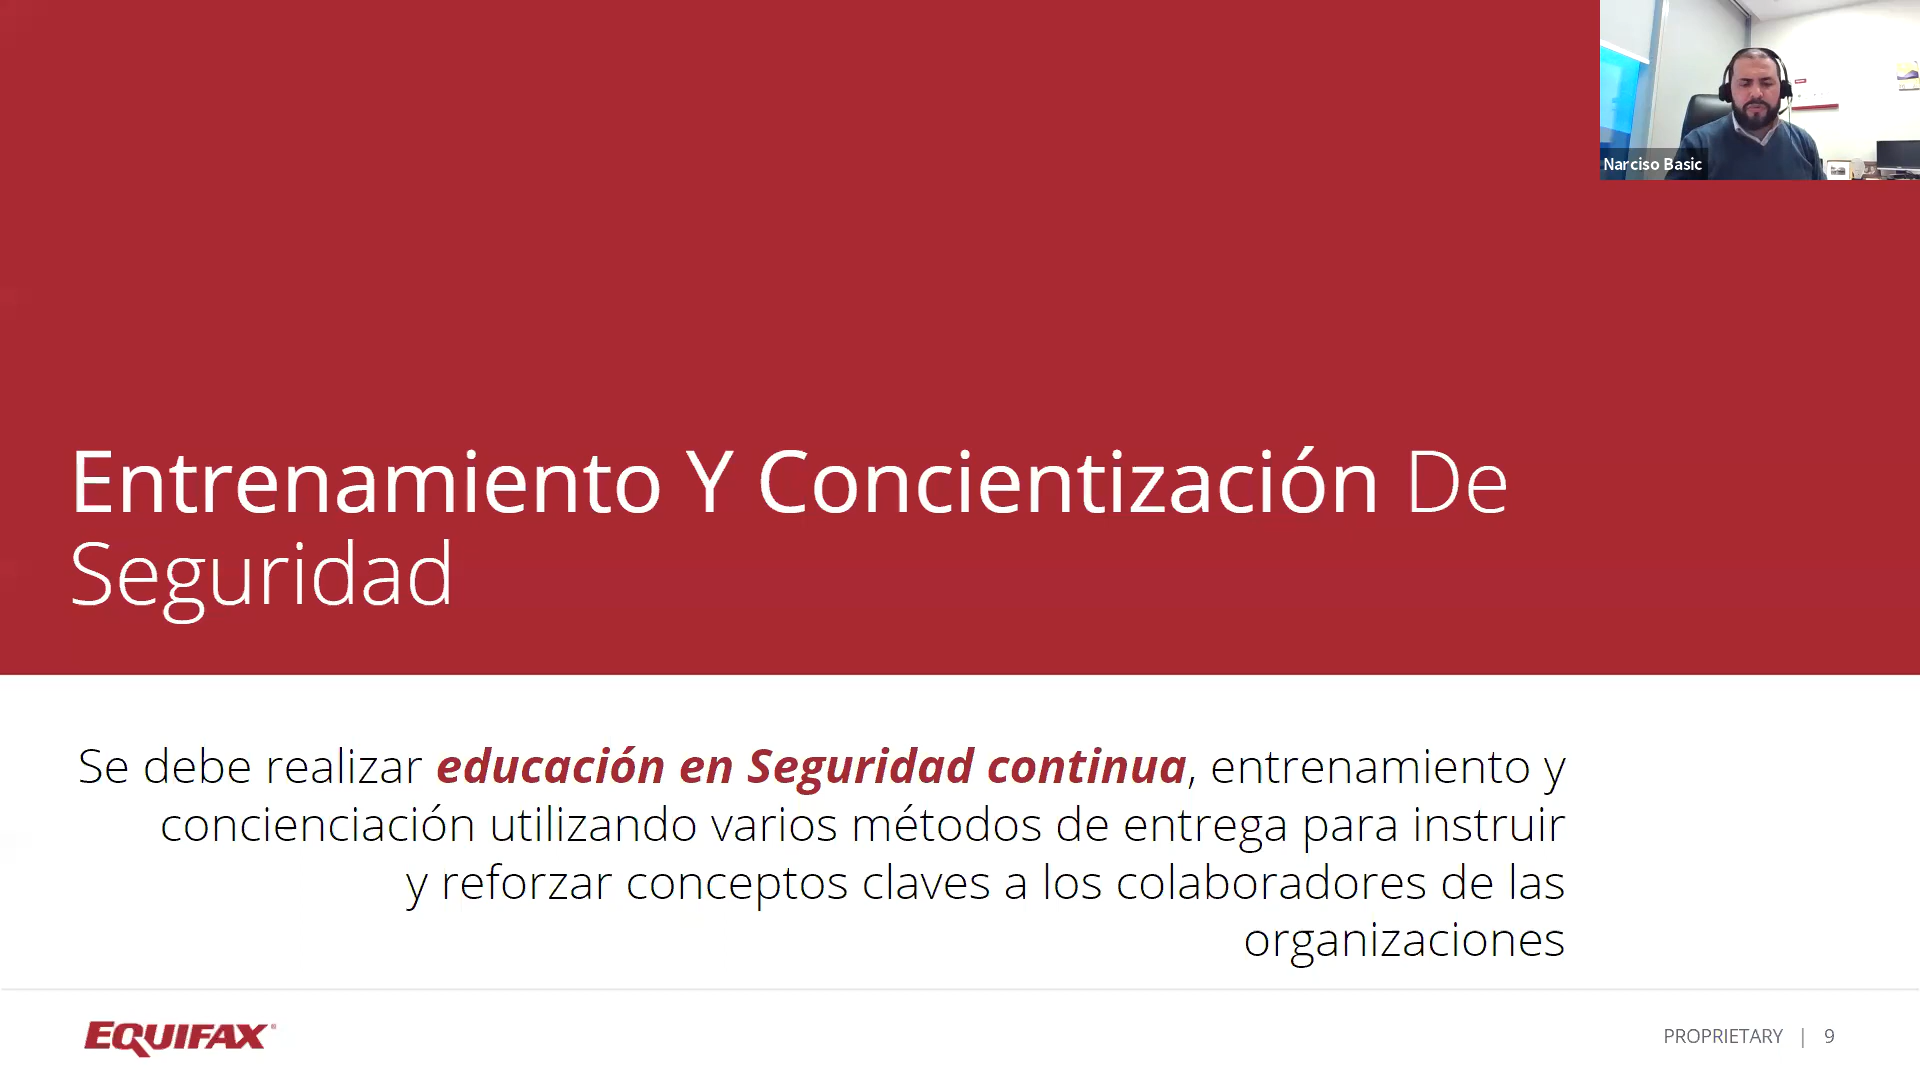 Narciso Basic
Entrenamiento Y Concientización De
Seguridad
Se debe realizar educación en Seguridad continua, entrenamiento y
concienciación utilizando varios métodos de entrega para instruir
y reforzar conceptos claves a los colaboradores de las
organizaciones
EQUIFAX®
PROPRIETARY | 9